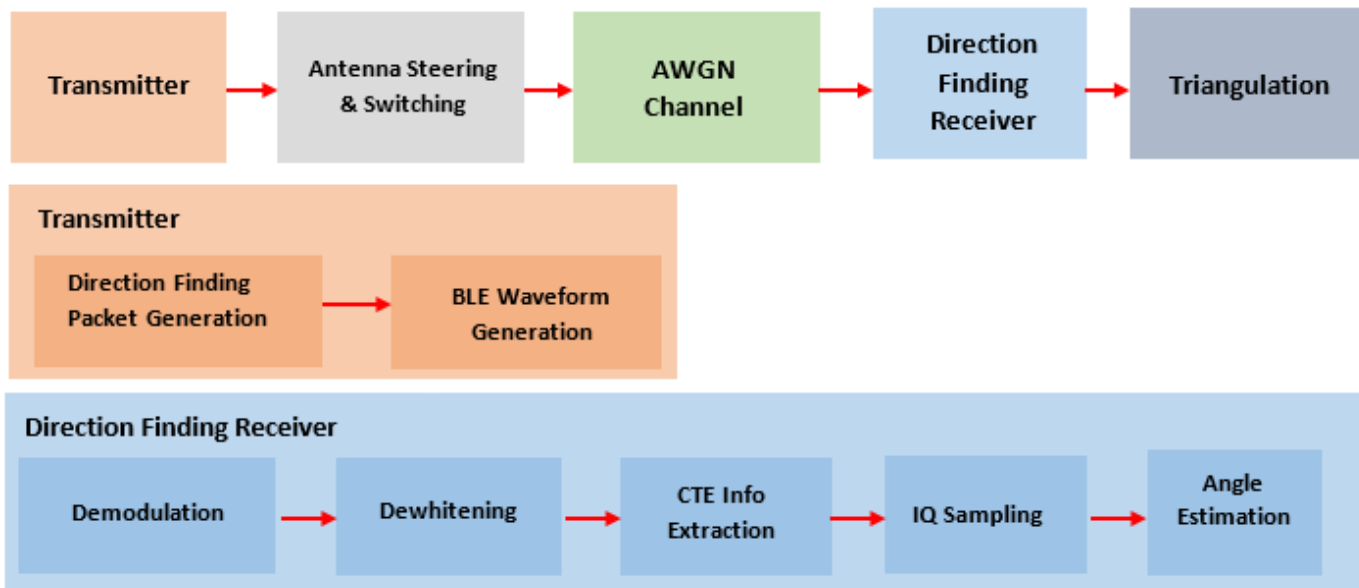 Transmitter
Antenna Steering
& Switching
AWGN
Channel
Direction
Finding
Receiver
Triangulation
Transmitter
Direction Finding
Packet Generation
BLE Waveform
Generation
Direction Finding Receiver
Demodulation
Dewhitening
CTE Info
Extraction
IQ Sampling
Angle
Estimation